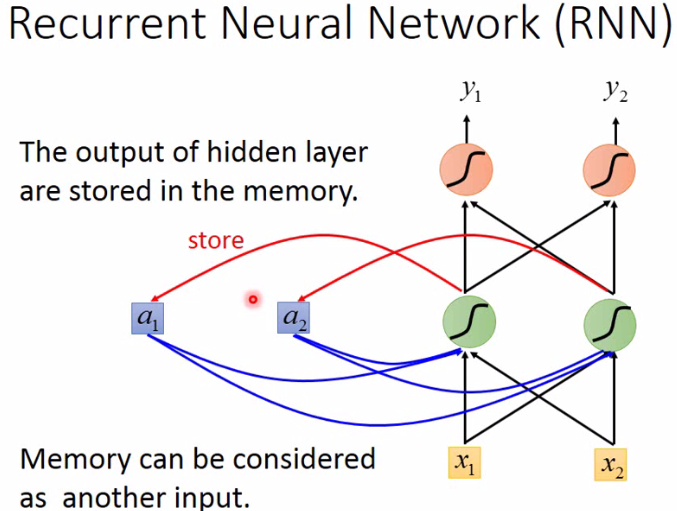 Recurrent Neural Network (RNN)
y₁ y₂
The output of hidden layer
are stored in the memory.
store
a₁ a₂
Memory can be considered
as another input.
x₁ x₂